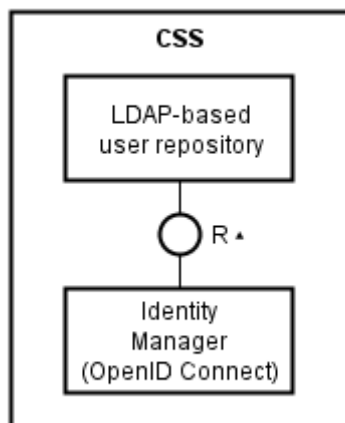 CSS
LDAP-based
user repository
R ▲
Identity
Manager
(OpenID Connect)